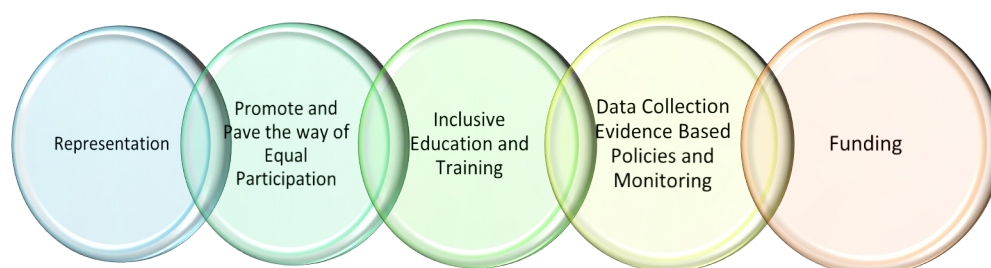 Representation
Promote and
Pave the way of
Equal
Participation
Inclusive
Education and
Training
Data Collection
Evidence Based
Policies and
Monitoring
Funding